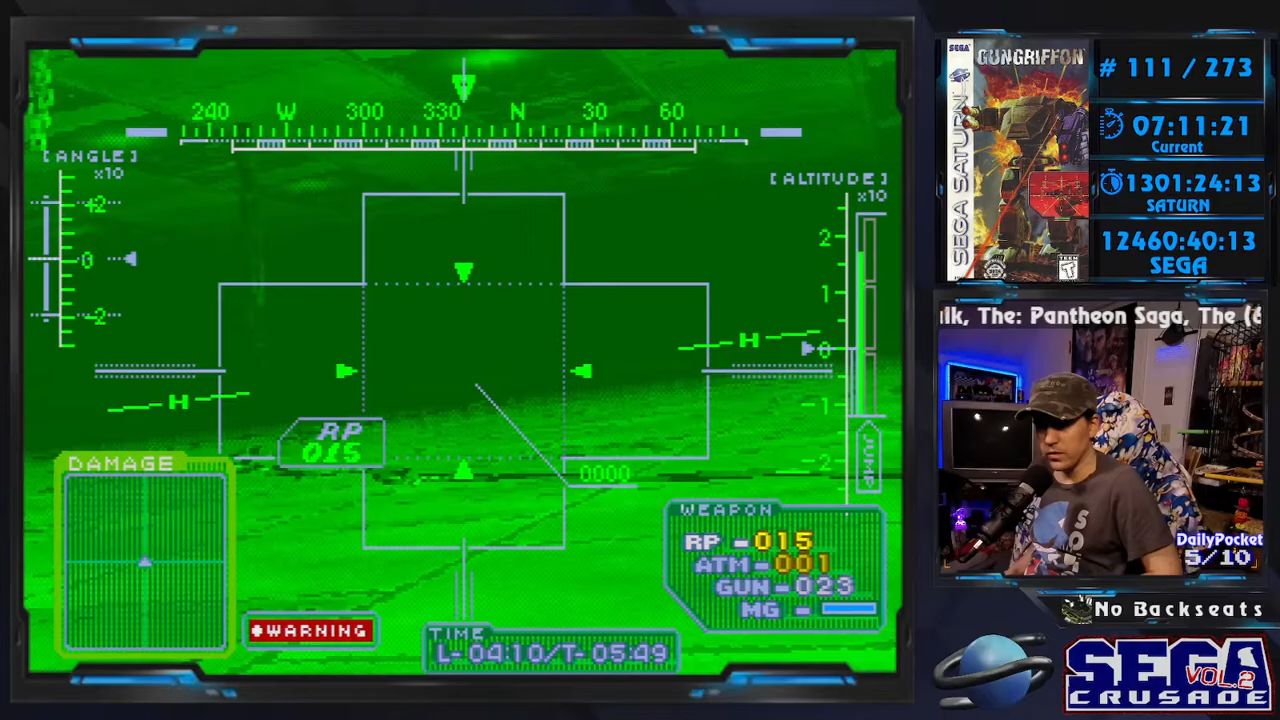 240 W 300 330 N 30 60
[ANGLE]
x10
+2
0
-2
[ALTITUDE]
x10
2
1
0
-1
-2
H
H
JUMP
RP
015
0000
DAMAGE
WARNING
TIME
L-04:10/T-05:49
WEAPON
RP -015
ATM-001
GUN-023
MG -
SEGA
GUNGRIFFON
SEGA SATURN
TEEN
T
# 111 / 273
07:11:21
Current
1301:24:13
SATURN
12460:40:13
SEGA
lk, The: Pantheon Saga, The (6
DailyPocket
5/10
No Backseats
SEGA
VOL.2
CRUSADE